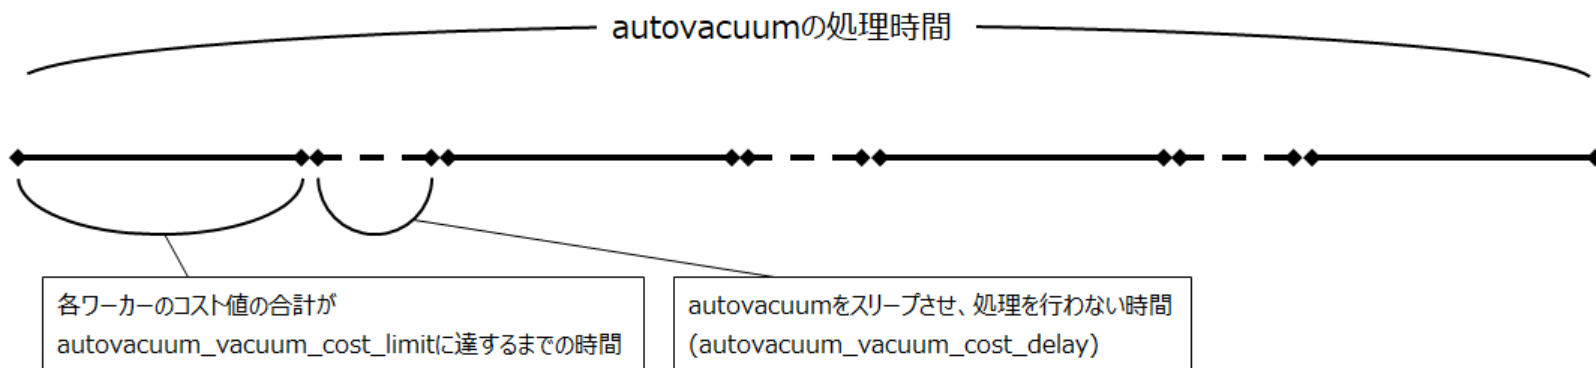 autovacuumの処理時間
各ワーカーのコスト値の合計が
autovacuum_vacuum_cost_limitに達するまでの時間
autovacuumをスリープさせ、処理を行わない時間
(autovacuum_vacuum_cost_delay)